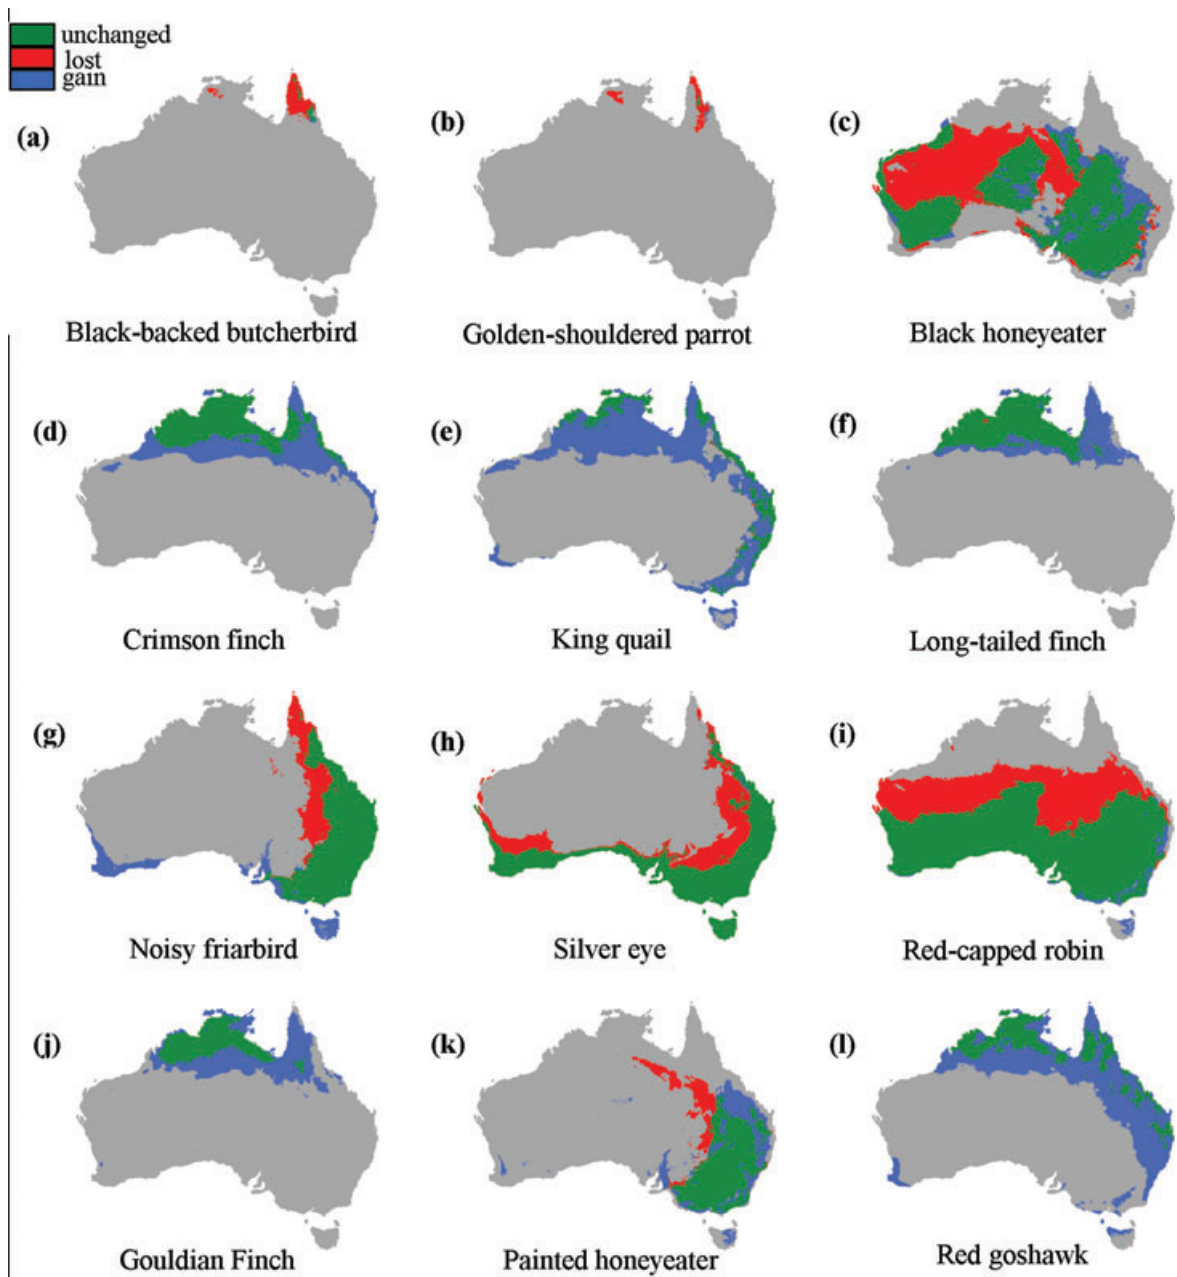 unchanged
lost
gain
(a)
(b)
(c)
Black-backed butcherbird
Golden-shouldered parrot
Black honeyeater
(d)
(e)
(f)
Crimson finch
King quail
Long-tailed finch
(g)
(h)
(i)
Noisy friarbird
Silver eye
Red-capped robin
(j)
(k)
(l)
Gouldian Finch
Painted honeyeater
Red goshawk